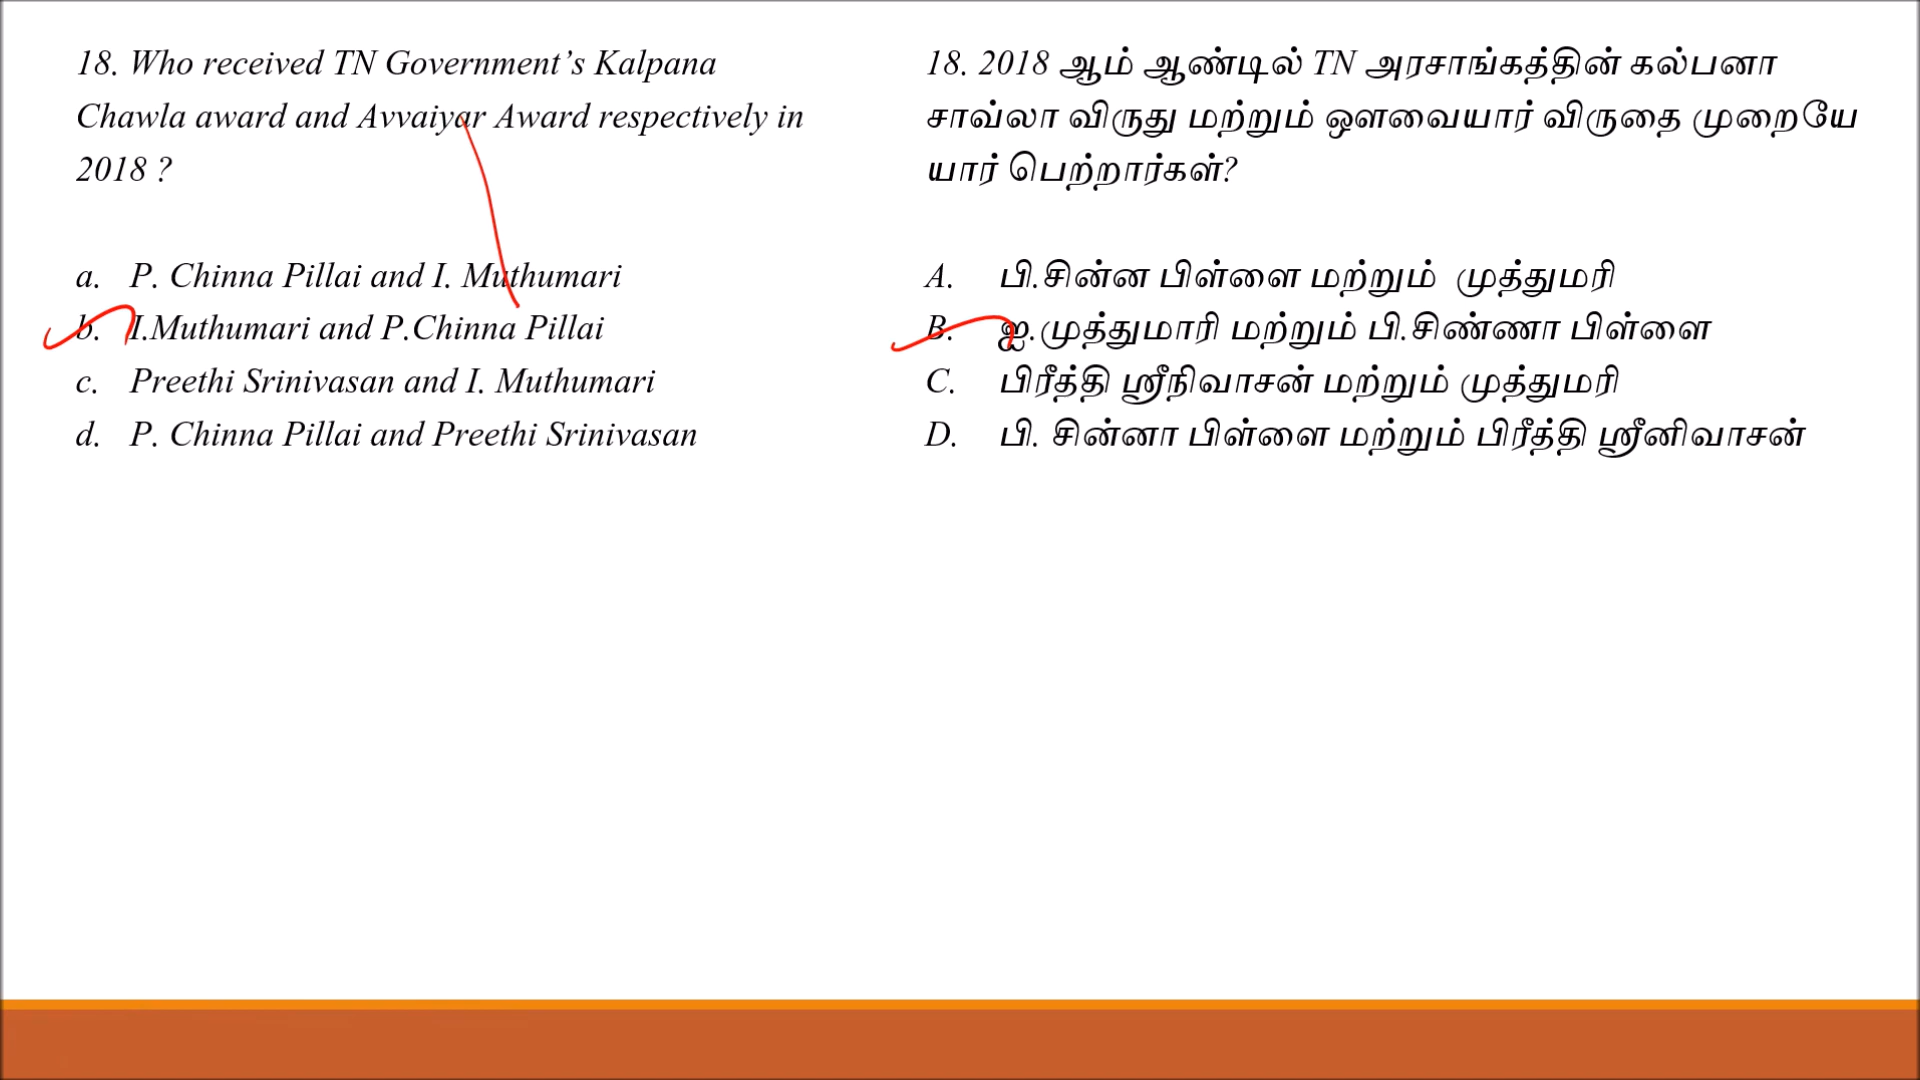 18. Who received TN Government’s Kalpana
Chawla award and Avvaiyar Award respectively in
2018 ?
a. P. Chinna Pillai and I. Muthumari
b. I.Muthumari and P.Chinna Pillai
c. Preethi Srinivasan and I. Muthumari
d. P. Chinna Pillai and Preethi Srinivasan
18. 2018 ஆம் ஆண்டில் TN அரசாங்கத்தின் கல்பனா
சாவ்லா விருது மற்றும் ஔவையார் விருதை முறையே
யார் பெற்றார்கள்?
A. பி.சின்ன பிள்ளை மற்றும் முத்துமரி
B. ஐ.முத்துமாரி மற்றும் பி.சிண்ணா பிள்ளை
C. பிரீத்தி ஸ்ரீநிவாசன் மற்றும் முத்துமரி
D. பி. சின்னா பிள்ளை மற்றும் பிரீத்தி ஸ்ரீனிவாசன்